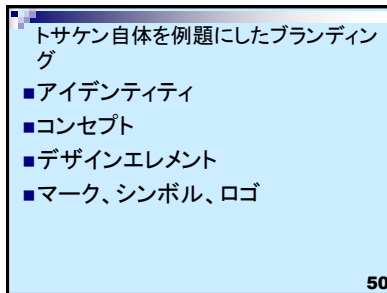 トサケン自体を例題にしたブランディン
グ
■アイデンティティ
■コンセプト
■デザインエレメント
■マーク、シンボル、ロゴ
50